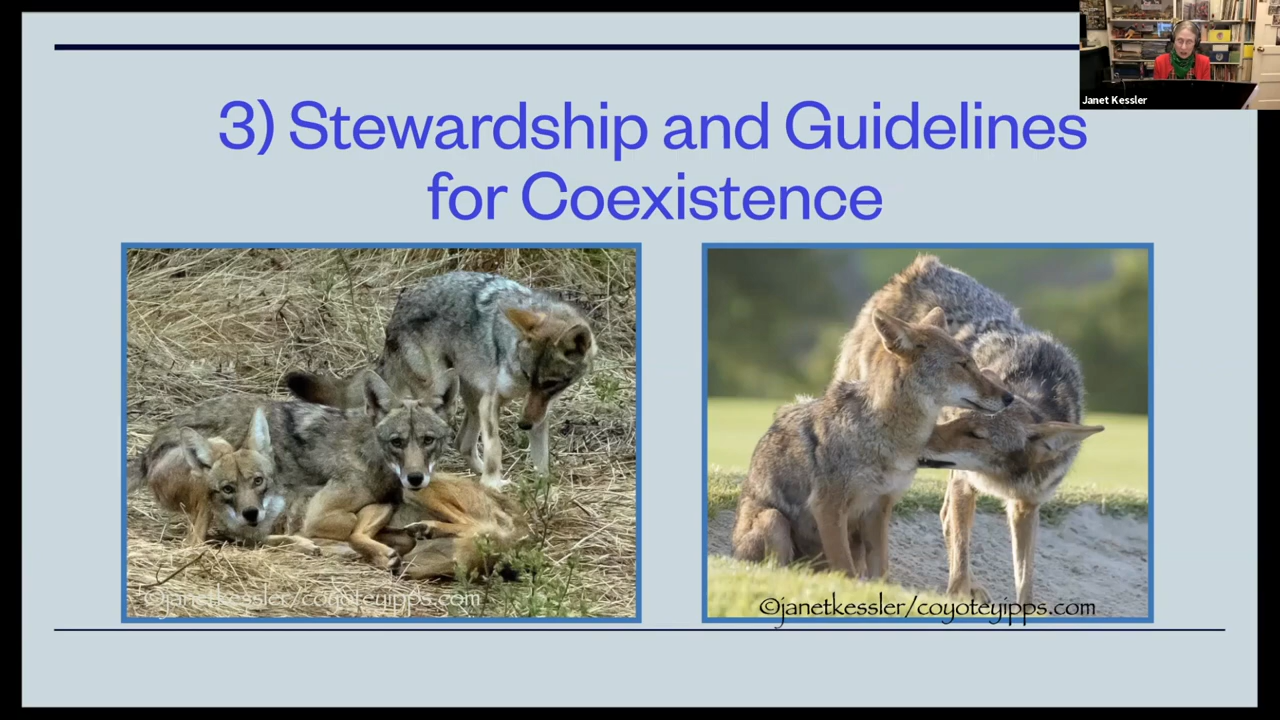 Janet Kessler
3) Stewardship and Guidelines
for Coexistence
©janetkessler/coyoteyipps.com
©janetkessler/coyoteyipps.com